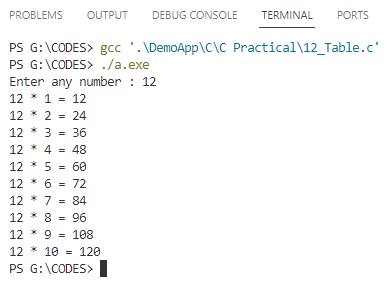 PROBLEMS OUTPUT DEBUG CONSOLE TERMINAL PORTS
PS G:\CODES> gcc '.\DemoApp\C\C Practical\12_Table.c'
PS G:\CODES> ./a.exe
Enter any number : 12
12 * 1 = 12
12 * 2 = 24
12 * 3 = 36
12 * 4 = 48
12 * 5 = 60
12 * 6 = 72
12 * 7 = 84
12 * 8 = 96
12 * 9 = 108
12 * 10 = 120
PS G:\CODES>